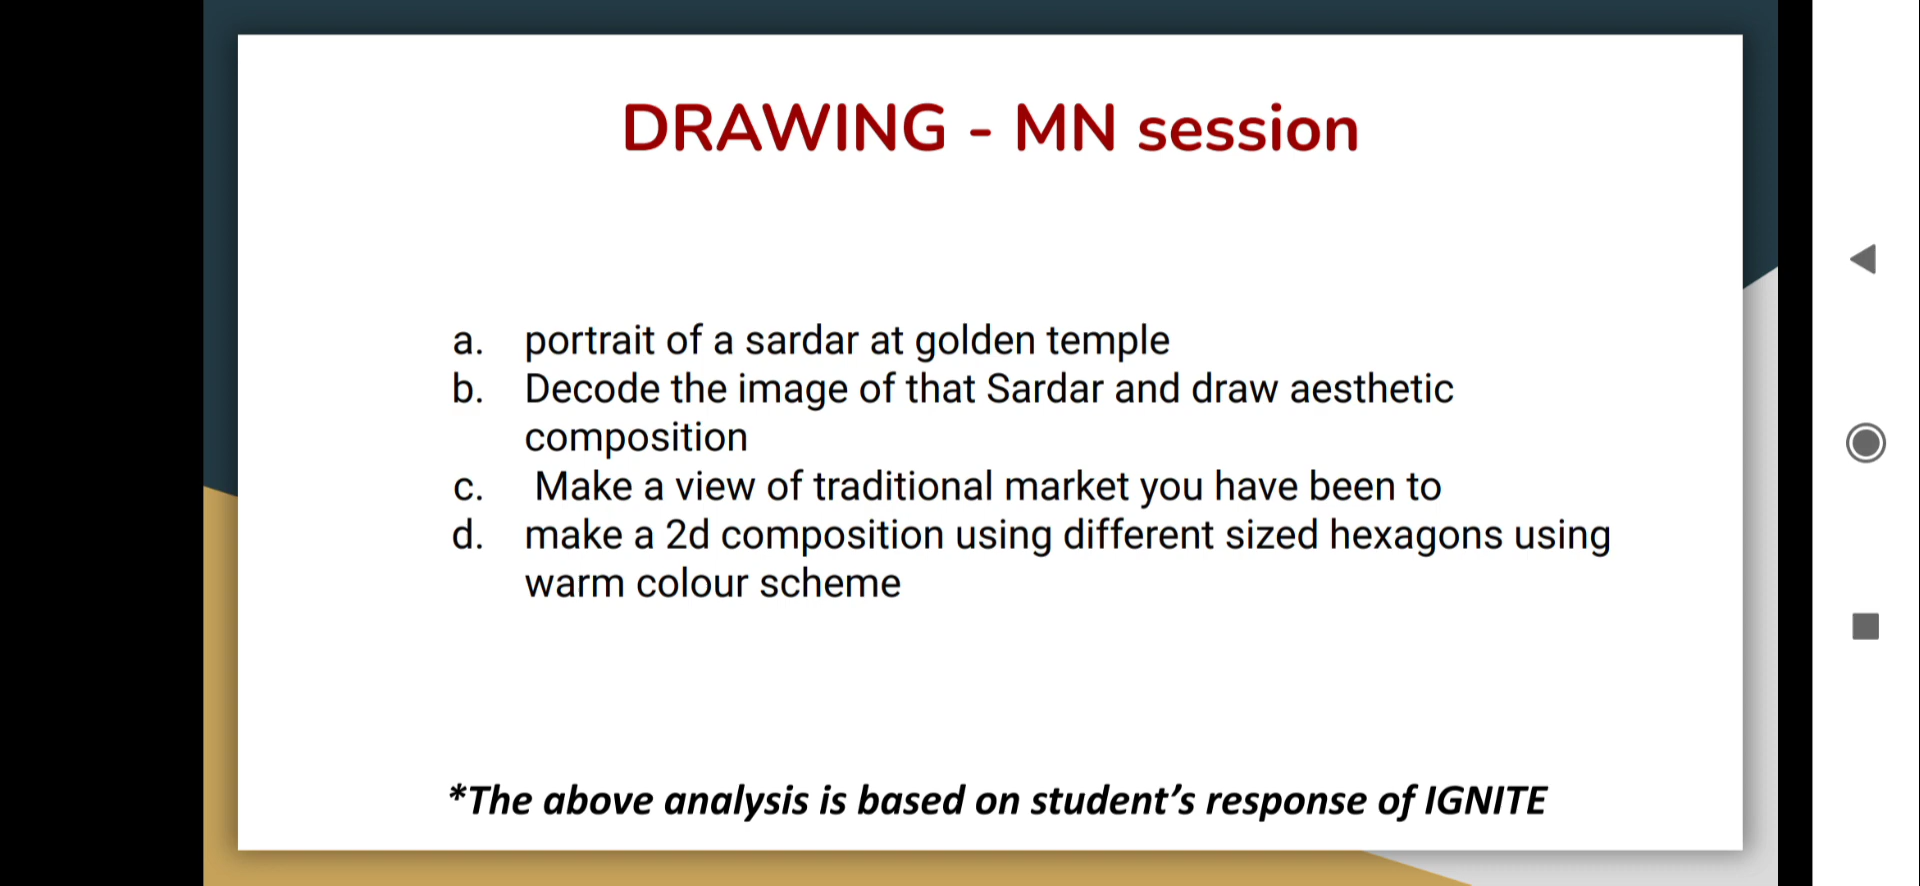 DRAWING - MN session
a. portrait of a sardar at golden temple
b. Decode the image of that Sardar and draw aesthetic
composition
c. Make a view of traditional market you have been to
d. make a 2d composition using different sized hexagons using
warm colour scheme
*The above analysis is based on student’s response of IGNITE